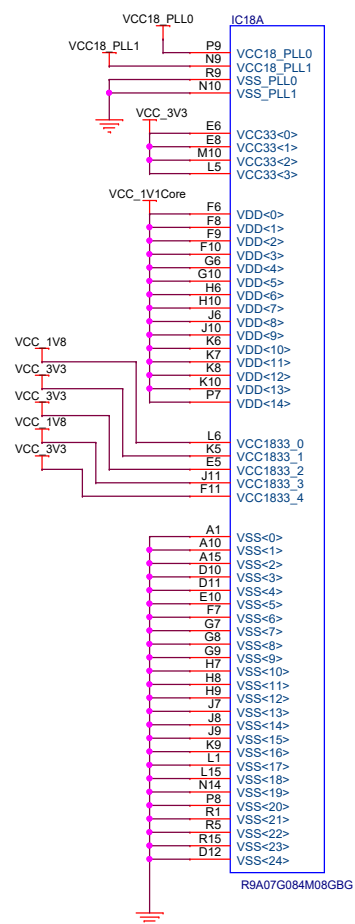 VCC18_PLL0
IC18A
VCC18_PLL1
P9 VCC18_PLL0
N9 VCC18_PLL1
R9 VSS_PLL0
N10 VSS_PLL1
VCC_3V3
E6 VCC33<0>
E8 VCC33<1>
M10 VCC33<2>
L5 VCC33<3>
VCC_1V1Core
F6 VDD<0>
F8 VDD<1>
F9 VDD<2>
F10 VDD<3>
G6 VDD<4>
G10 VDD<5>
H6 VDD<6>
H10 VDD<7>
J6 VDD<8>
J10 VDD<9>
K6 VDD<10>
K7 VDD<11>
K8 VDD<12>
K10 VDD<13>
P7 VDD<14>
VCC_1V8
VCC_3V3
VCC_3V3
VCC_1V8
VCC_3V3
L6 VCC1833_0
K5 VCC1833_1
E5 VCC1833_2
J11 VCC1833_3
F11 VCC1833_4
A1 VSS<0>
A10 VSS<1>
A15 VSS<2>
D10 VSS<3>
D11 VSS<4>
E10 VSS<5>
F7 VSS<6>
G7 VSS<7>
G8 VSS<8>
G9 VSS<9>
H7 VSS<10>
H8 VSS<11>
H9 VSS<12>
J7 VSS<13>
J8 VSS<14>
J9 VSS<15>
K9 VSS<16>
L1 VSS<17>
L15 VSS<18>
N14 VSS<19>
P8 VSS<20>
R1 VSS<21>
R5 VSS<22>
R15 VSS<23>
D12 VSS<24>
R9A07G084M08GBG